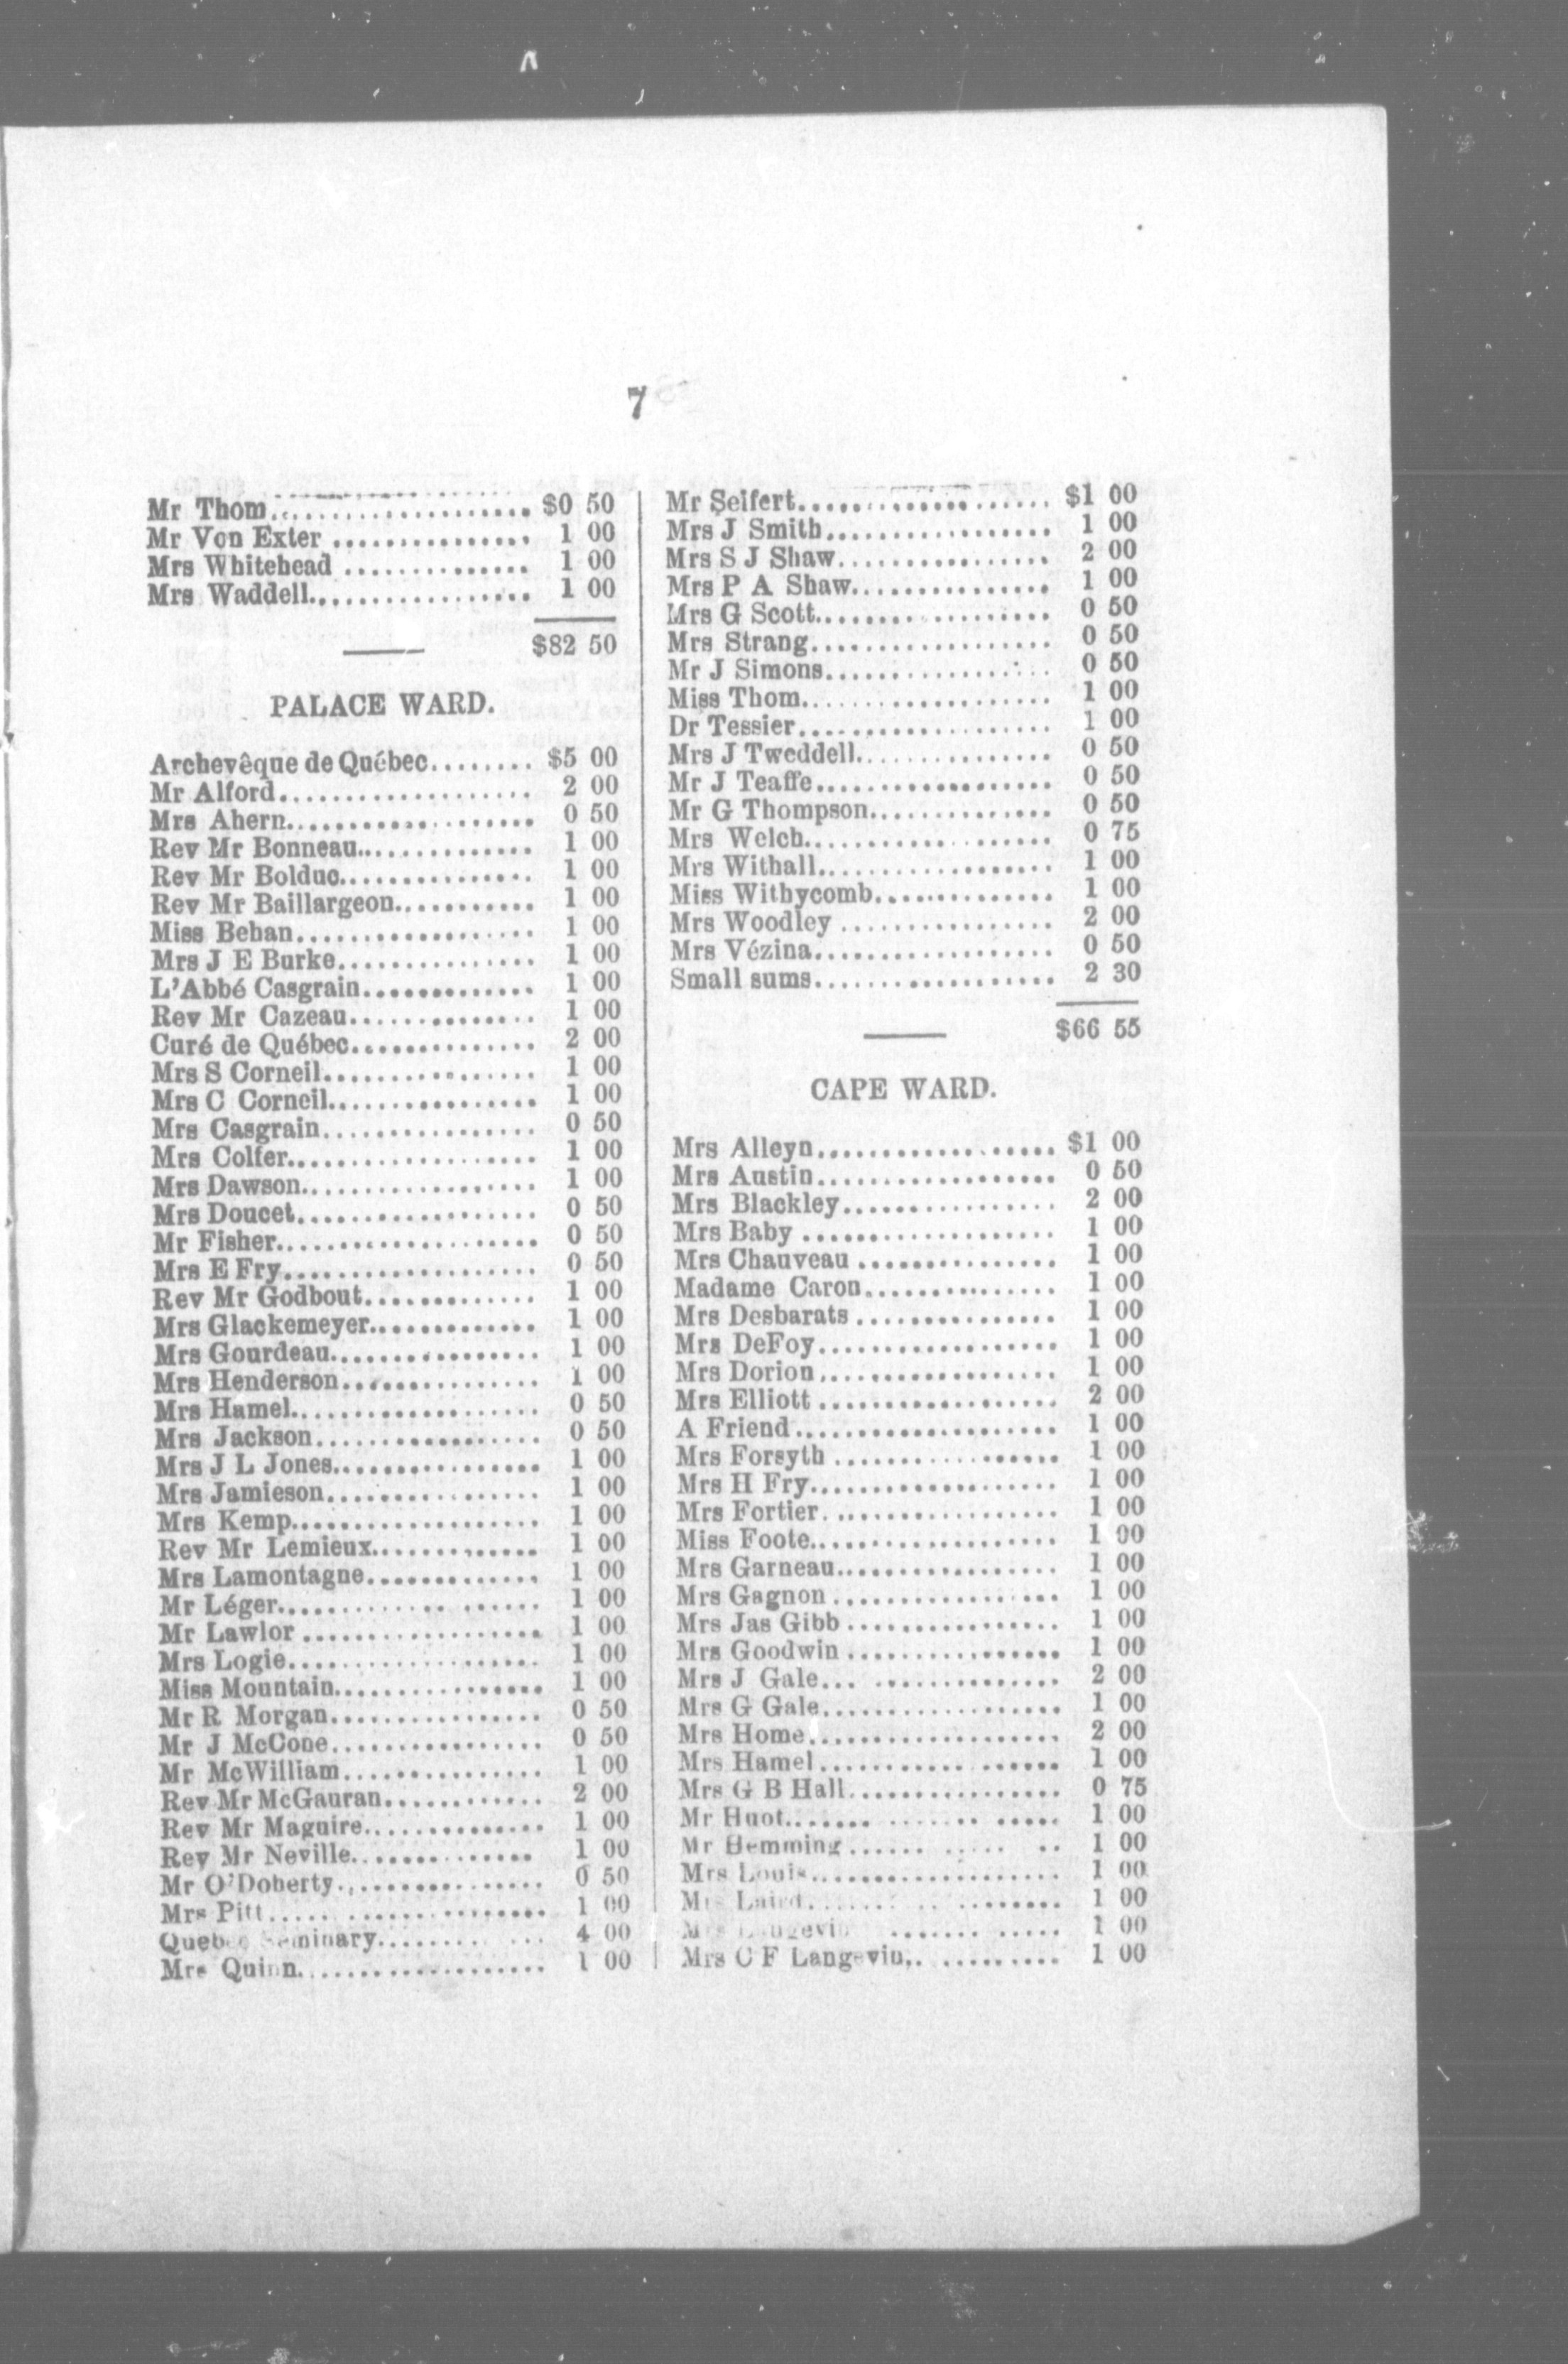 7
Mr Thom.................... $0 50
Mr Von Exter ............... 1 00
Mrs Whitehead .............. 1 00
Mrs Waddell................. 1 00
$82 50
PALACE WARD.
Archevêque de Québec........ $5 00
Mr Alford................... 2 00
Mrs Ahern................... 0 50
Rev Mr Bonneau.............. 1 00
Rev Mr Bolduc............... 1 00
Rev Mr Baillargeon.......... 1 00
Miss Behan.................. 1 00
Mrs J E Burke............... 1 00
L'Abbé Casgrain............. 1 00
Rev Mr Cazeau............... 1 00
Curé de Québec.............. 2 00
Mrs S Corneil............... 1 00
Mrs C Corneil............... 1 00
Mrs Casgrain................ 0 50
Mrs Colfer.................. 1 00
Mrs Dawson.................. 1 00
Mrs Doucet.................. 0 50
Mr Fisher................... 0 50
Mrs E Fry................... 0 50
Rev Mr Godbout.............. 1 00
Mrs Glackemeyer............. 1 00
Mrs Gourdeau................ 1 00
Mrs Henderson............... 1 00
Mrs Hamel................... 0 50
Mrs Jackson................. 0 50
Mrs J L Jones............... 1 00
Mrs Jamieson................ 1 00
Mrs Kemp.................... 1 00
Rev Mr Lemieux.............. 1 00
Mrs Lamontagne.............. 1 00
Mr Léger.................... 1 00
Mr Lawlor .................. 1 00
Mrs Logie................... 1 00
Miss Mountain............... 1 00
Mr R Morgan................. 0 50
Mr J McCone................. 0 50
Mr McWilliam................ 1 00
Rev Mr McGauran............. 2 00
Rev Mr Maguire.............. 1 00
Rev Mr Neville.............. 1 00
Mr O'Doherty................ 0 50
Mrs Pitt.................... 1 00
Quebec Seminary............. 4 00
Mrs Quinn................... 1 00
Mr Seifert.................. $1 00
Mrs J Smith................. 1 00
Mrs S J Shaw................ 2 00
Mrs P A Shaw................ 1 00
Mrs G Scott................. 0 50
Mrs Strang.................. 0 50
Mr J Simons................. 0 50
Miss Thom................... 1 00
Dr Tessier.................. 1 00
Mrs J Tweddell.............. 0 50
Mr J Teaffe................. 0 50
Mr G Thompson............... 0 50
Mrs Welch................... 0 75
Mrs Withall................. 1 00
Miss Withycomb.............. 1 00
Mrs Woodley ................ 2 00
Mrs Vézina.................. 0 50
Small sums.................. 2 30
$66 55
CAPE WARD.
Mrs Alleyn.................. $1 00
Mrs Austin.................. 0 50
Mrs Blackley................ 2 00
Mrs Baby ................... 1 00
Mrs Chauveau ............... 1 00
Madame Caron................ 1 00
Mrs Desbarats .............. 1 00
Mrs DeFoy................... 1 00
Mrs Dorion.................. 1 00
Mrs Elliott ................ 2 00
A Friend.................... 1 00
Mrs Forsyth ................ 1 00
Mrs H Fry................... 1 00
Mrs Fortier................. 1 00
Miss Foote.................. 1 00
Mrs Garneau................. 1 00
Mrs Gagnon ................. 1 00
Mrs Jas Gibb ............... 1 00
Mrs Goodwin ................ 1 00
Mrs J Gale.................. 2 00
Mrs G Gale.................. 1 00
Mrs Home.................... 2 00
Mrs Hamel................... 1 00
Mrs G B Hall................ 0 75
Mr Huot..................... 1 00
Mr Hemming.................. 1 00
Mrs Louis................... 1 00
Mrs Laird................... 1 00
Langevin ................... 1 00
Mrs C F Langevin............ 1 00